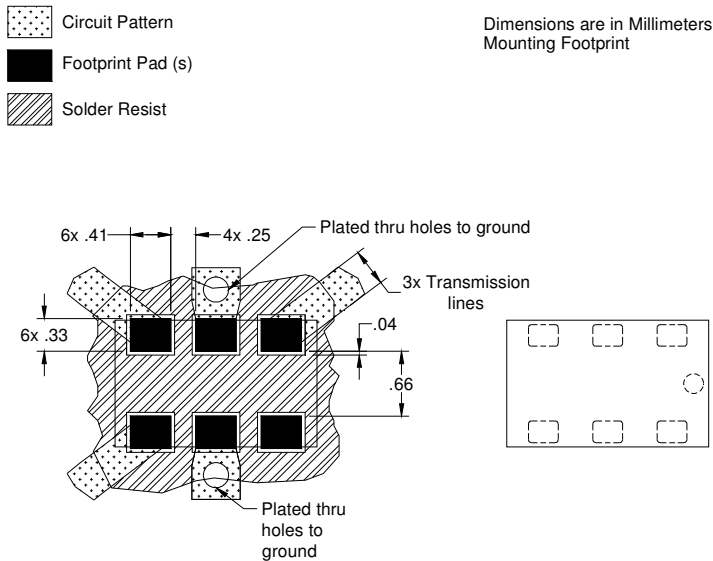 Circuit Pattern
Footprint Pad (s)
Solder Resist
Dimensions are in Millimeters
Mounting Footprint
6x .41
4x .25
Plated thru holes to ground
3x Transmission
lines
6x .33
.04
.66
Plated thru
holes to
ground